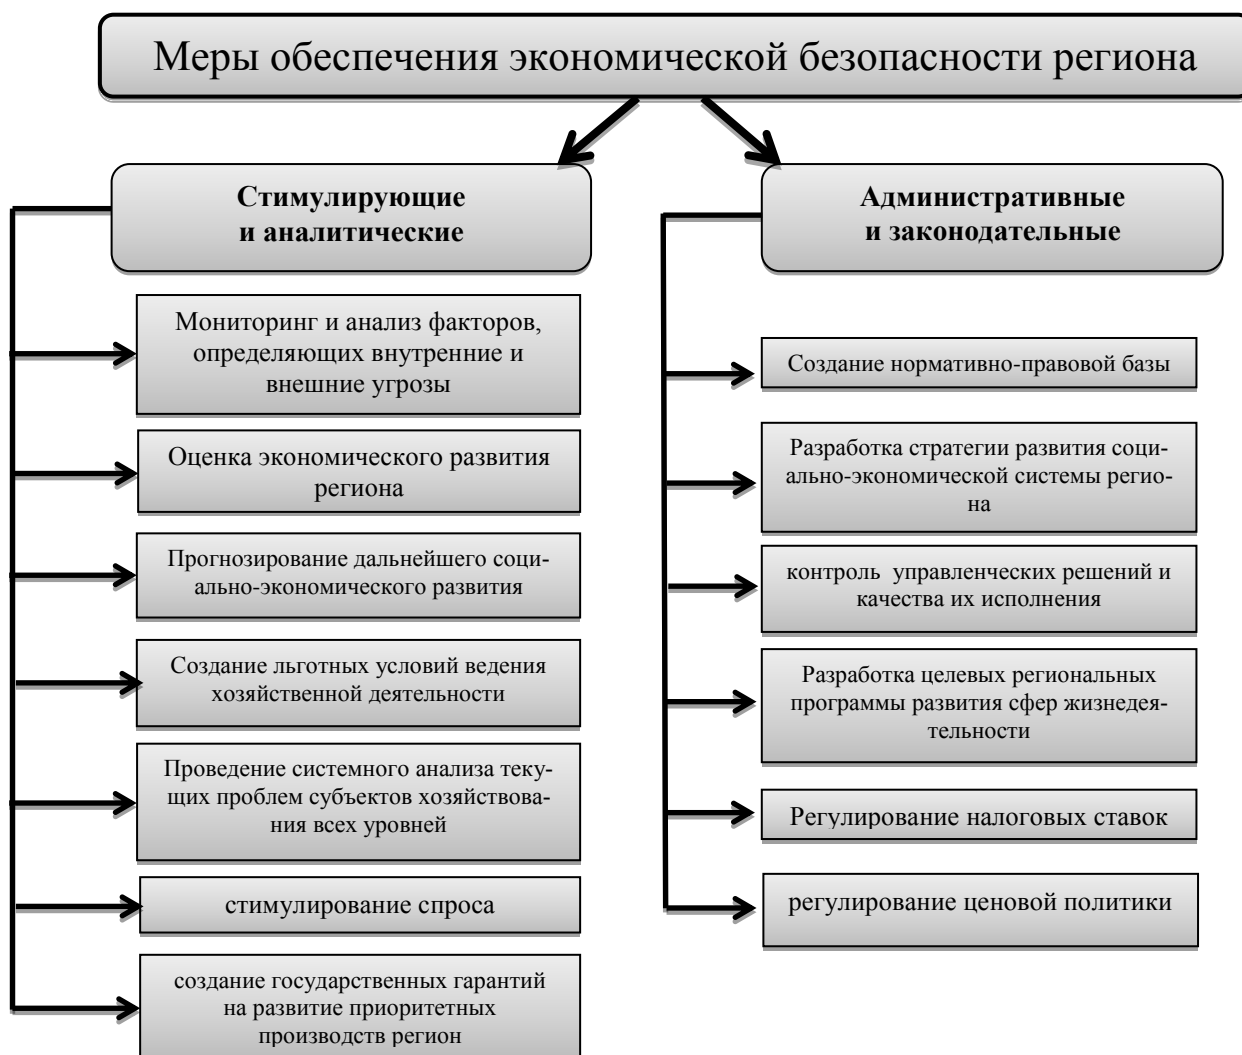 Меры обеспечения экономической безопасности региона
Стимулирующие
и аналитические
Мониторинг и анализ факторов,
определяющих внутренние и
внешние угрозы
Оценка экономического развития
региона
Прогнозирование дальнейшего соци-
ально-экономического развития
Создание льготных условий ведения
хозяйственной деятельности
Проведение системного анализа теку-
щих проблем субъектов хозяйствова-
ния всех уровней
стимулирование спроса
создание государственных гарантий
на развитие приоритетных
производств регион
Административные
и законодательные
Создание нормативно-правовой базы
Разработка стратегии развития соци-
ально-экономической системы регио-
на
контроль  управленческих решений и
качества их исполнения
Разработка целевых региональных
программы развития сфер жизнедея-
тельности
Регулирование налоговых ставок
регулирование ценовой политики